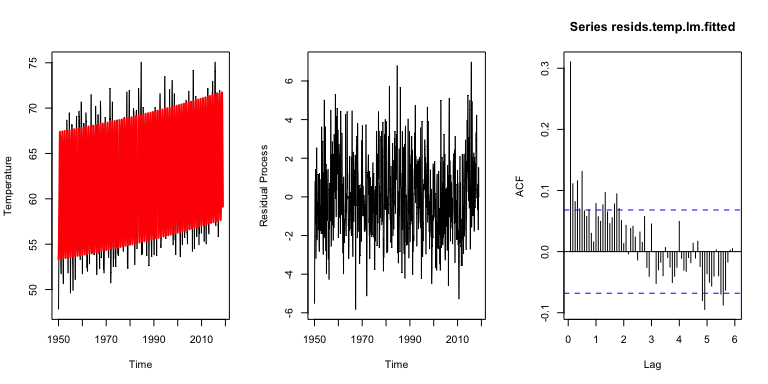 Series resids.temp.lm.fitted
Temperature
75
70
65
60
55
50
1950 1970 1990 2010
Time
Residual Process
6
4
2
0
-2
-4
-6
1950 1970 1990 2010
Time
ACF
0.3
0.2
0.1
0.0
-0.1
0 1 2 3 4 5 6
Lag